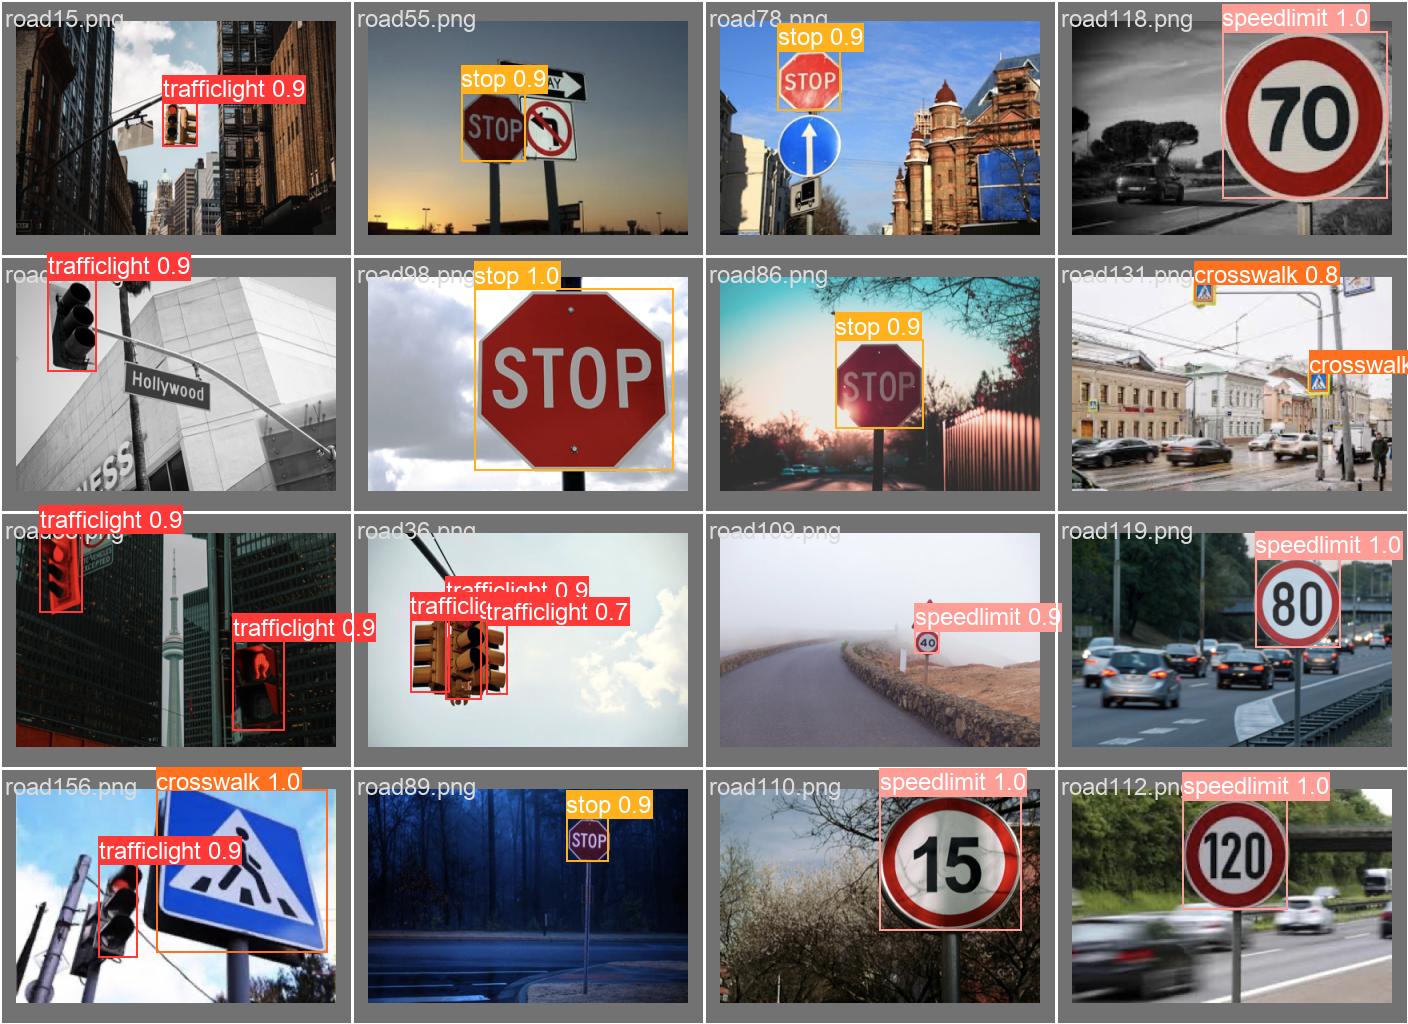 road15.png
trafficlight 0.9
road55.png
stop 0.9
AY
STOP
road78.png
stop 0.9
STOP
road118.png
speedlimit 1.0
70
road
trafficlight 0.9
Hollywood
NESS
road98.png
stop 1.0
STOP
road86.png
stop 0.9
STOP
road131.png
crosswalk 0.8
crosswalk
trafficlight 0.9
trafficlight 0.9
road36.png
trafficlight 0.9
trafficlig
trafficlight 0.7
road109.png
speedlimit 0.9
40
road119.png
speedlimit 1.0
80
road156.png
crosswalk 1.0
trafficlight 0.9
road89.png
stop 0.9
STOP
road110.png
speedlimit 1.0
15
road112.png
speedlimit 1.0
120